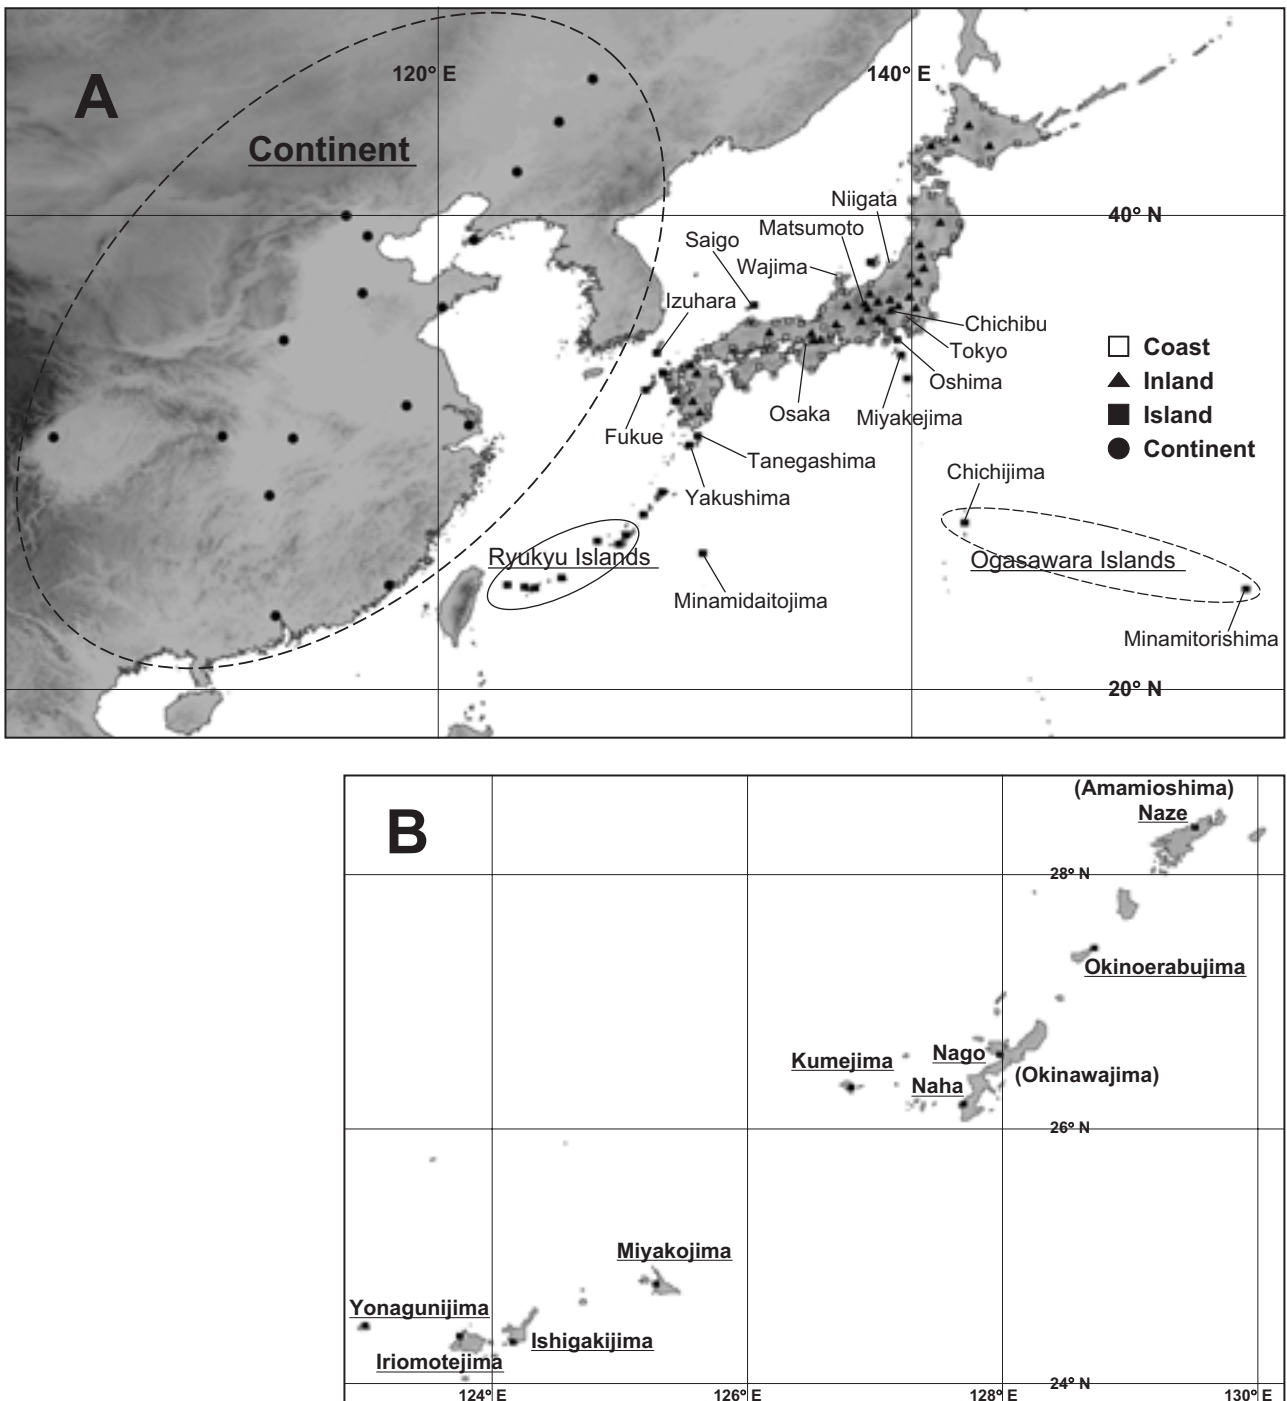 A
120° E
140° E
Continent
40° N
Niigata
Matsumoto
Saigo
Wajima
Izuhara
Chichibu
Tokyo
Oshima
Osaka
Miyakejima
Fukue
Tanegashima
Yakushima
Coast
Inland
Island
Continent
Chichijima
Ryukyu Islands
Ogasawara Islands
Minamidaitojima
Minamitorishima
20° N
B
(Amamioshima)
Naze
28° N
Okinoerabujima
Nago
Kumejima
(Okinawajima)
Naha
26° N
Miyakojima
Yonagunijima
Ishigakijima
Iriomotejima
24° N
124° E
126° E
128° E
130° E